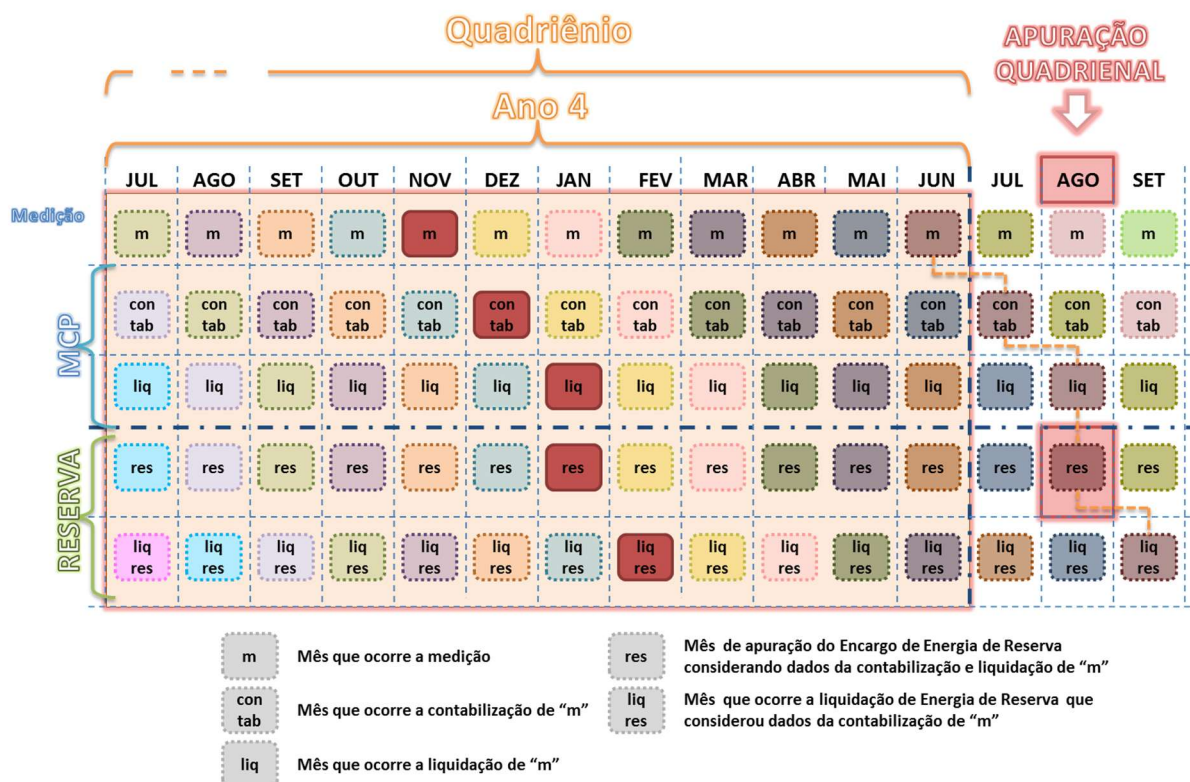 Quadriênio
APURAÇÃO
QUADRIENAL
Ano 4
JUL AGO SET OUT NOV DEZ JAN FEV MAR ABR MAI JUN JUL AGO SET
Medição
m m m m m m m m m m m m m m m
MCP
con con con con con con con con con con con con con con con
tab tab tab tab tab tab tab tab tab tab tab tab tab tab tab
liq liq liq liq liq liq liq liq liq liq liq liq liq liq liq
RESERVA
res res res res res res res res res res res res res res res
liq liq liq liq liq liq liq liq liq liq liq liq liq liq liq
res res res res res res res res res res res res res res res
m Mês que ocorre a medição
con
tab
Mês que ocorre a contabilização de “m”
liq Mês que ocorre a liquidação de “m”
res
Mês de apuração do Encargo de Energia de Reserva
considerando dados da contabilização e liquidação de “m”
liq
res
Mês que ocorre a liquidação de Energia de Reserva que
considerou dados da contabilização de “m”